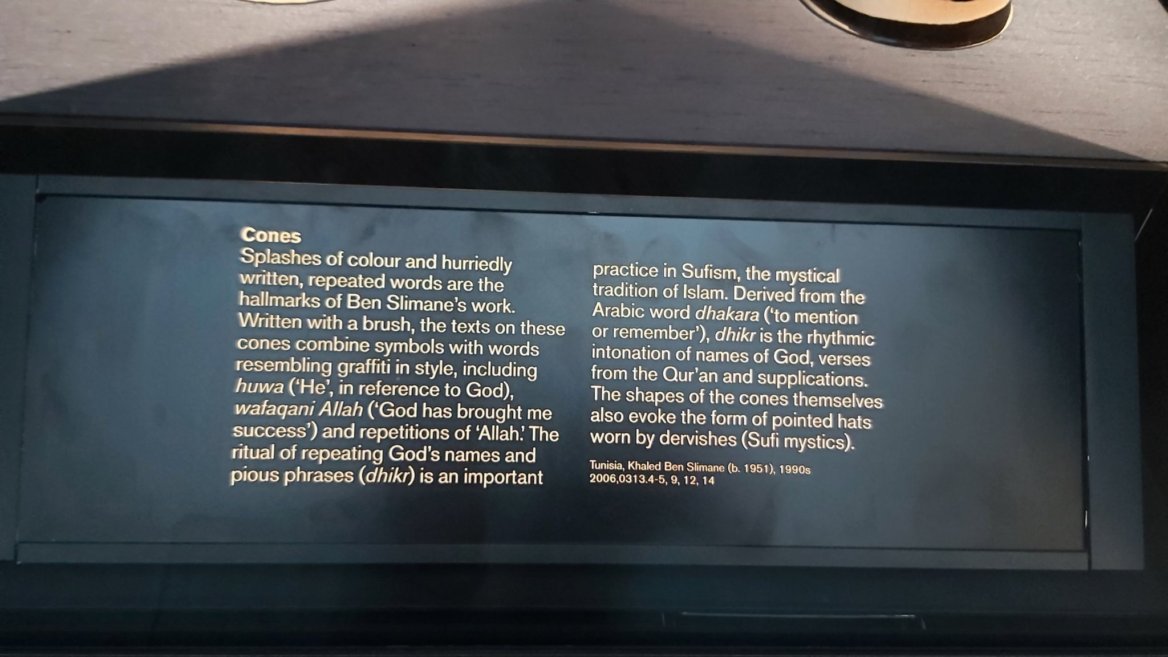 Cones
Splashes of colour and hurriedly
written, repeated words are the
hallmarks of Ben Slimane's work.
Written with a brush, the texts on these
cones combine symbols with words
resembling graffiti in style, including
huwa (‘He’, in reference to God),
wafaqani Allah (‘God has brought me
success’) and repetitions of ‘Allah.’ The
ritual of repeating God's names and
pious phrases (dhikr) is an important
practice in Sufism, the mystical
tradition of Islam. Derived from the
Arabic word dhakara (‘to mention
or remember’), dhikr is the rhythmic
intonation of names of God, verses
from the Qur'an and supplications.
The shapes of the cones themselves
also evoke the form of pointed hats
worn by dervishes (Sufi mystics).
Tunisia, Khaled Ben Slimane (b. 1951), 1990s
2006,0313.4-5, 9, 12, 14